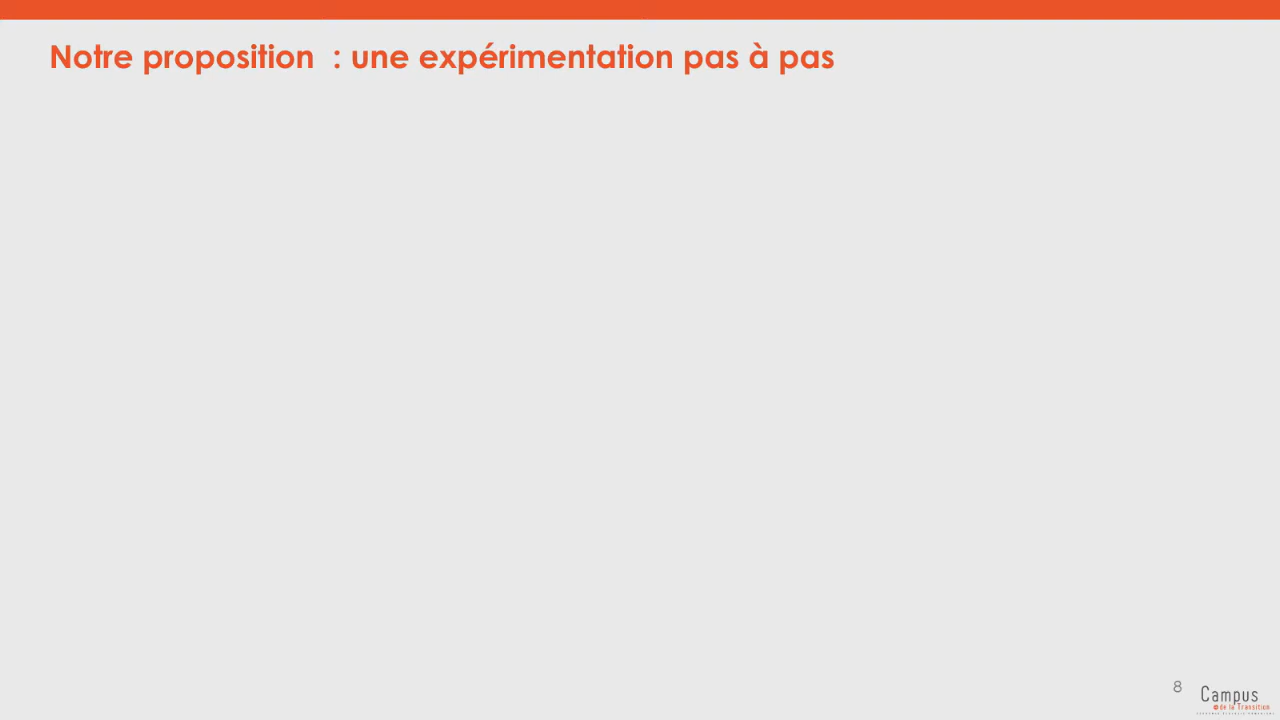 Notre proposition  : une expérimentation pas à pas
8
Campus
de la Transition